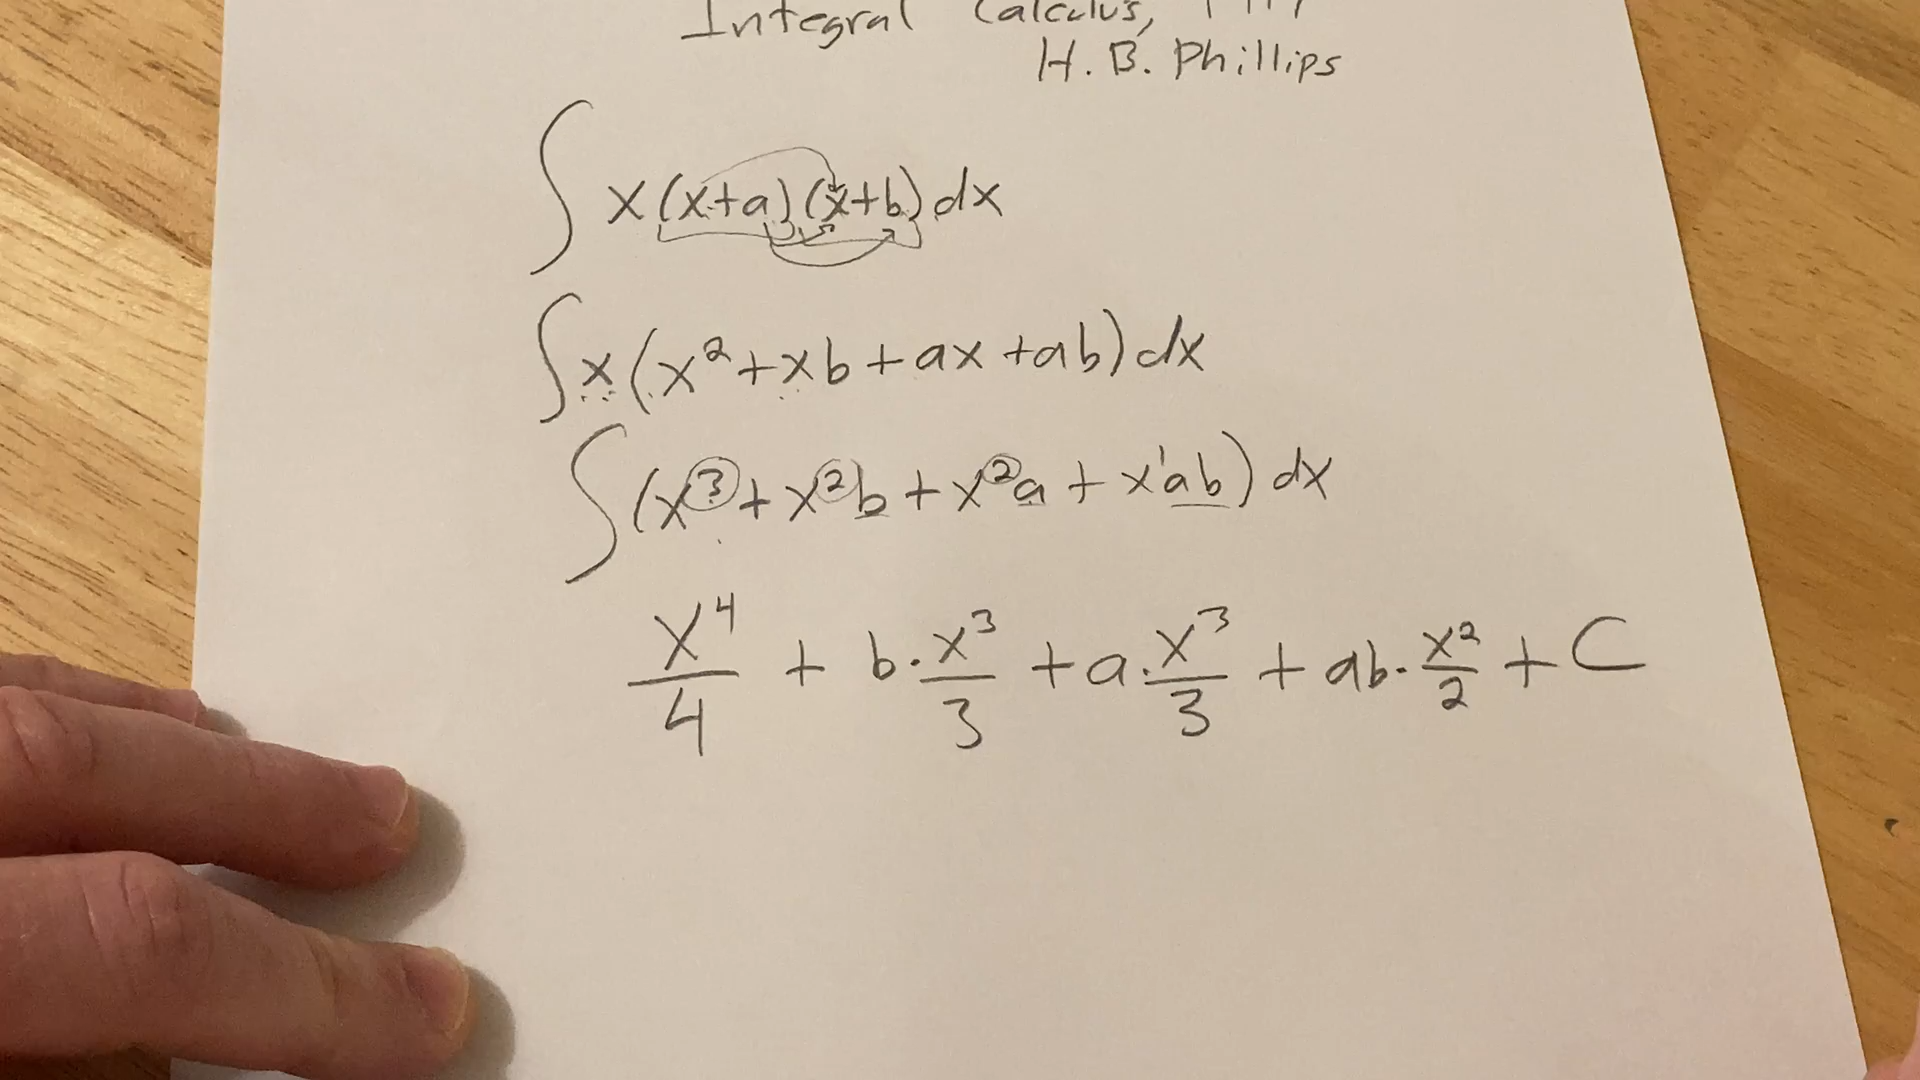 Integral Calculus,
H. B. Phillips
∫ x(x+a)(x+b)dx
∫x(x²+xb+ax+ab)dx
∫(x³+x²b+x²a+x¹ab)dx
x⁴/4 + b·x³/3 + a·x³/3 + ab·x²/2 + C